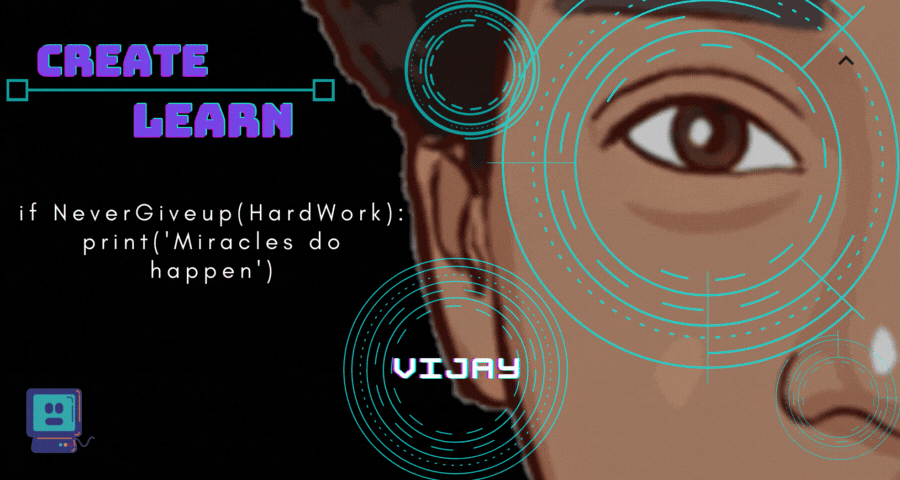 CREATE
LEARN
if NeverGiveup(HardWork):
print('Miracles do
happen')
VIJAY